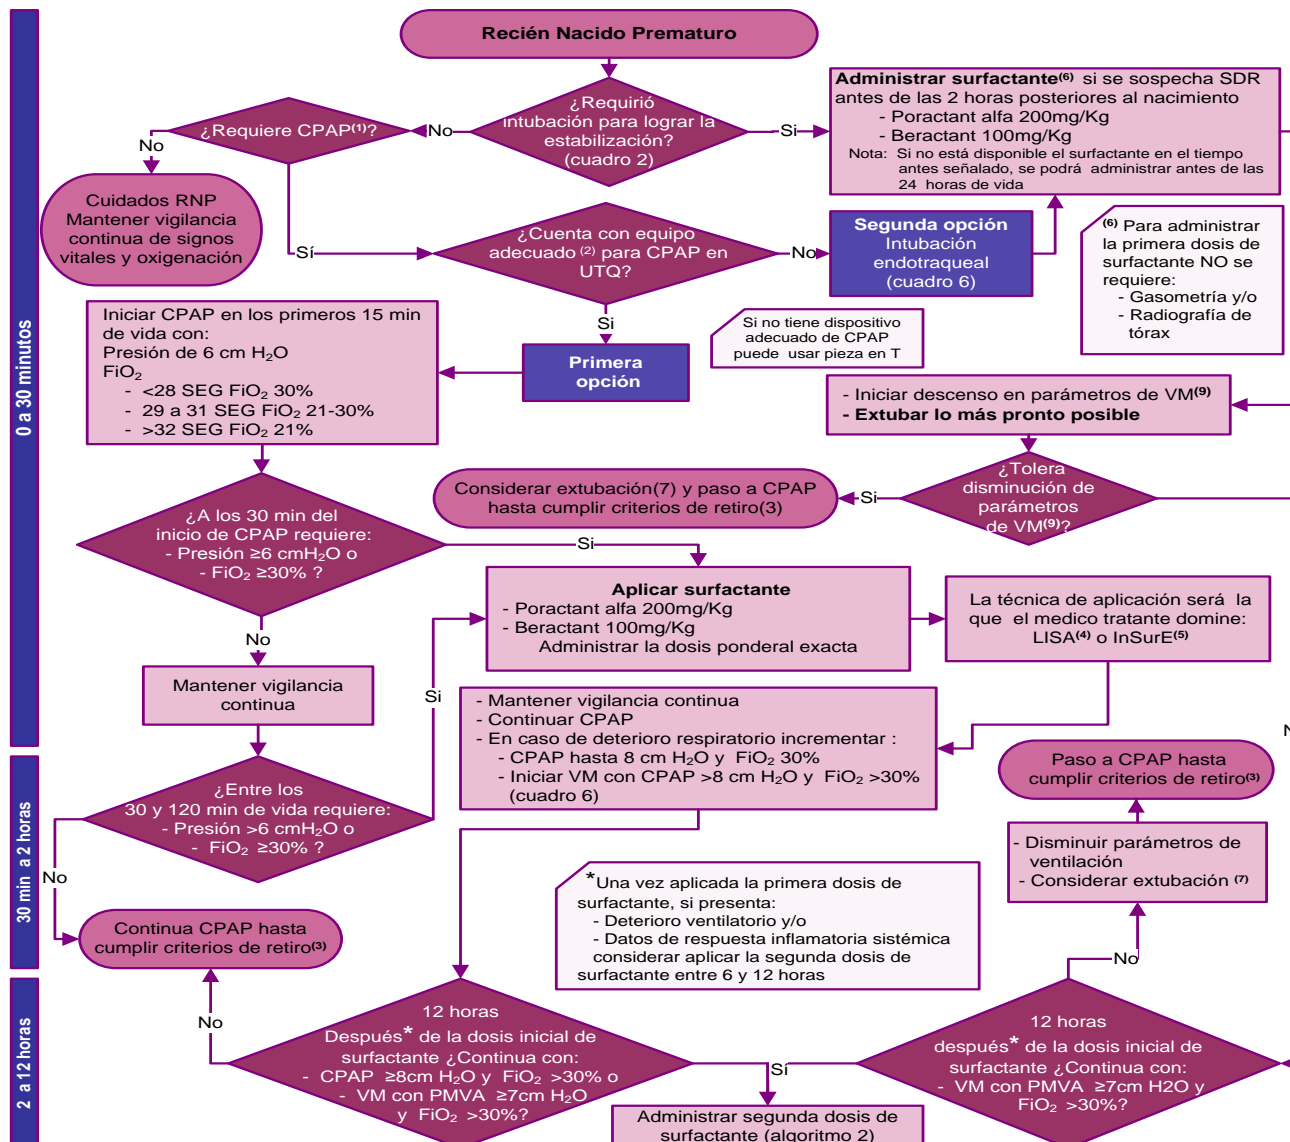 Recién Nacido Prematuro
¿Requirió
intubación para lograr la
estabilización?
(cuadro 2)
No
Si
¿Requiere CPAP(1)?
No
Sí
Cuidados RNP
Mantener vigilancia
continua de signos
vitales y oxigenación
Administrar surfactante(6) si se sospecha SDR
antes de las 2 horas posteriores al nacimiento
- Poractant alfa 200mg/Kg
- Beractant 100mg/Kg
Nota: Si no está disponible el surfactante en el tiempo
antes señalado, se podrá administrar antes de las
24 horas de vida
¿Cuenta con equipo
adecuado (2) para CPAP en
UTQ?
No
Si
Segunda opción
Intubación
endotraqueal
(cuadro 6)
(6) Para administrar
la primera dosis de
surfactante NO se
requiere:
- Gasometría y/o
- Radiografía de
tórax
Si no tiene dispositivo
adecuado de CPAP
puede usar pieza en T
Primera
opción
Iniciar CPAP en los primeros 15 min
de vida con:
Presión de 6 cm H2O
FiO2
- <28 SEG FiO2 30%
- 29 a 31 SEG FiO2 21-30%
- >32 SEG FiO2 21%
0 a 30 minutos
- Iniciar descenso en parámetros de VM(9)
- Extubar lo más pronto posible
¿Tolera
disminución de
parámetros
de VM(9)?
Si
Considerar extubación(7) y paso a CPAP
hasta cumplir criterios de retiro(3)
¿A los 30 min del
inicio de CPAP requiere:
- Presión ≥6 cmH2O o
- FiO2 ≥30% ?
Si
No
Aplicar surfactante
- Poractant alfa 200mg/Kg
- Beractant 100mg/Kg
Administrar la dosis ponderal exacta
La técnica de aplicación será la
que el medico tratante domine:
LISA(4) o InSurE(5)
Mantener vigilancia
continua
Si
- Mantener vigilancia continua
- Continuar CPAP
- En caso de deterioro respiratorio incrementar :
- CPAP hasta 8 cm H2O y FiO2 30%
- Iniciar VM con CPAP >8 cm H2O y FiO2 >30%
(cuadro 6)
Paso a CPAP hasta
cumplir criterios de retiro(3)
¿Entre los
30 y 120 min de vida requiere:
- Presión >6 cmH2O o
- FiO2 ≥30% ?
No
30 min a 2 horas
- Disminuir parámetros de
ventilación
- Considerar extubación (7)
*Una vez aplicada la primera dosis de
surfactante, si presenta:
- Deterioro ventilatorio y/o
- Datos de respuesta inflamatoria sistémica
considerar aplicar la segunda dosis de
surfactante entre 6 y 12 horas
Continua CPAP hasta
cumplir criterios de retiro(3)
No
No
12 horas
Después* de la dosis inicial de
surfactante ¿Continua con:
- CPAP ≥8cm H2O y FiO2 >30% o
- VM con PMVA ≥7cm H2O
y FiO2 >30%?
Sí
12 horas
después* de la dosis inicial de
surfactante ¿Continua con:
- VM con PMVA ≥7cm H2O y
FiO2 >30%?
2 a 12 horas
Administrar segunda dosis de
surfactante (algoritmo 2)